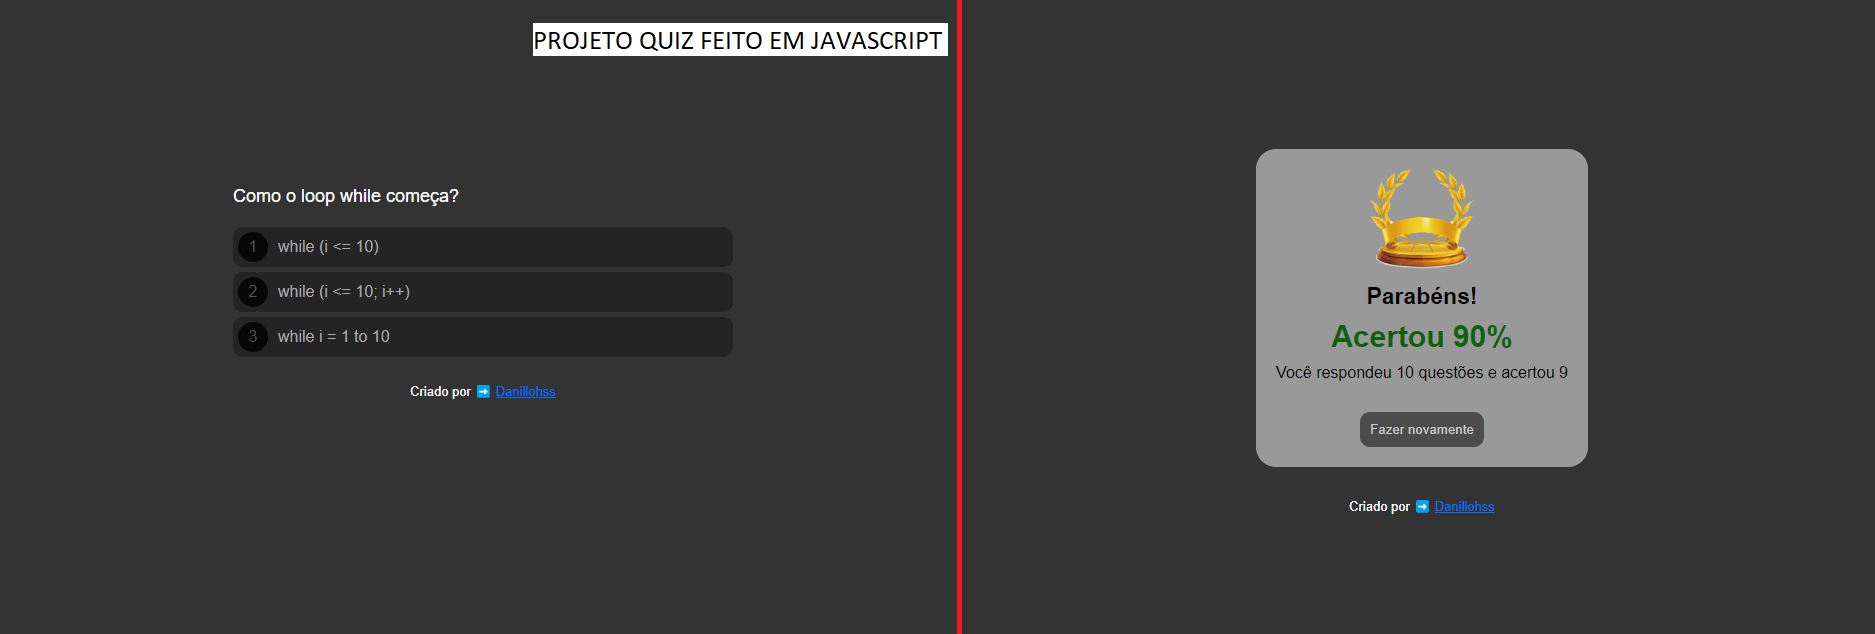 PROJETO QUIZ FEITO EM JAVASCRIPT
Como o loop while começa?
1 while (i <= 10)
2 while (i <= 10; i++)
3 while i = 1 to 10
Criado por ➡️ Danillohss
Parabéns!
Acertou 90%
Você respondeu 10 questões e acertou 9
Fazer novamente
Criado por ➡️ Danillohss